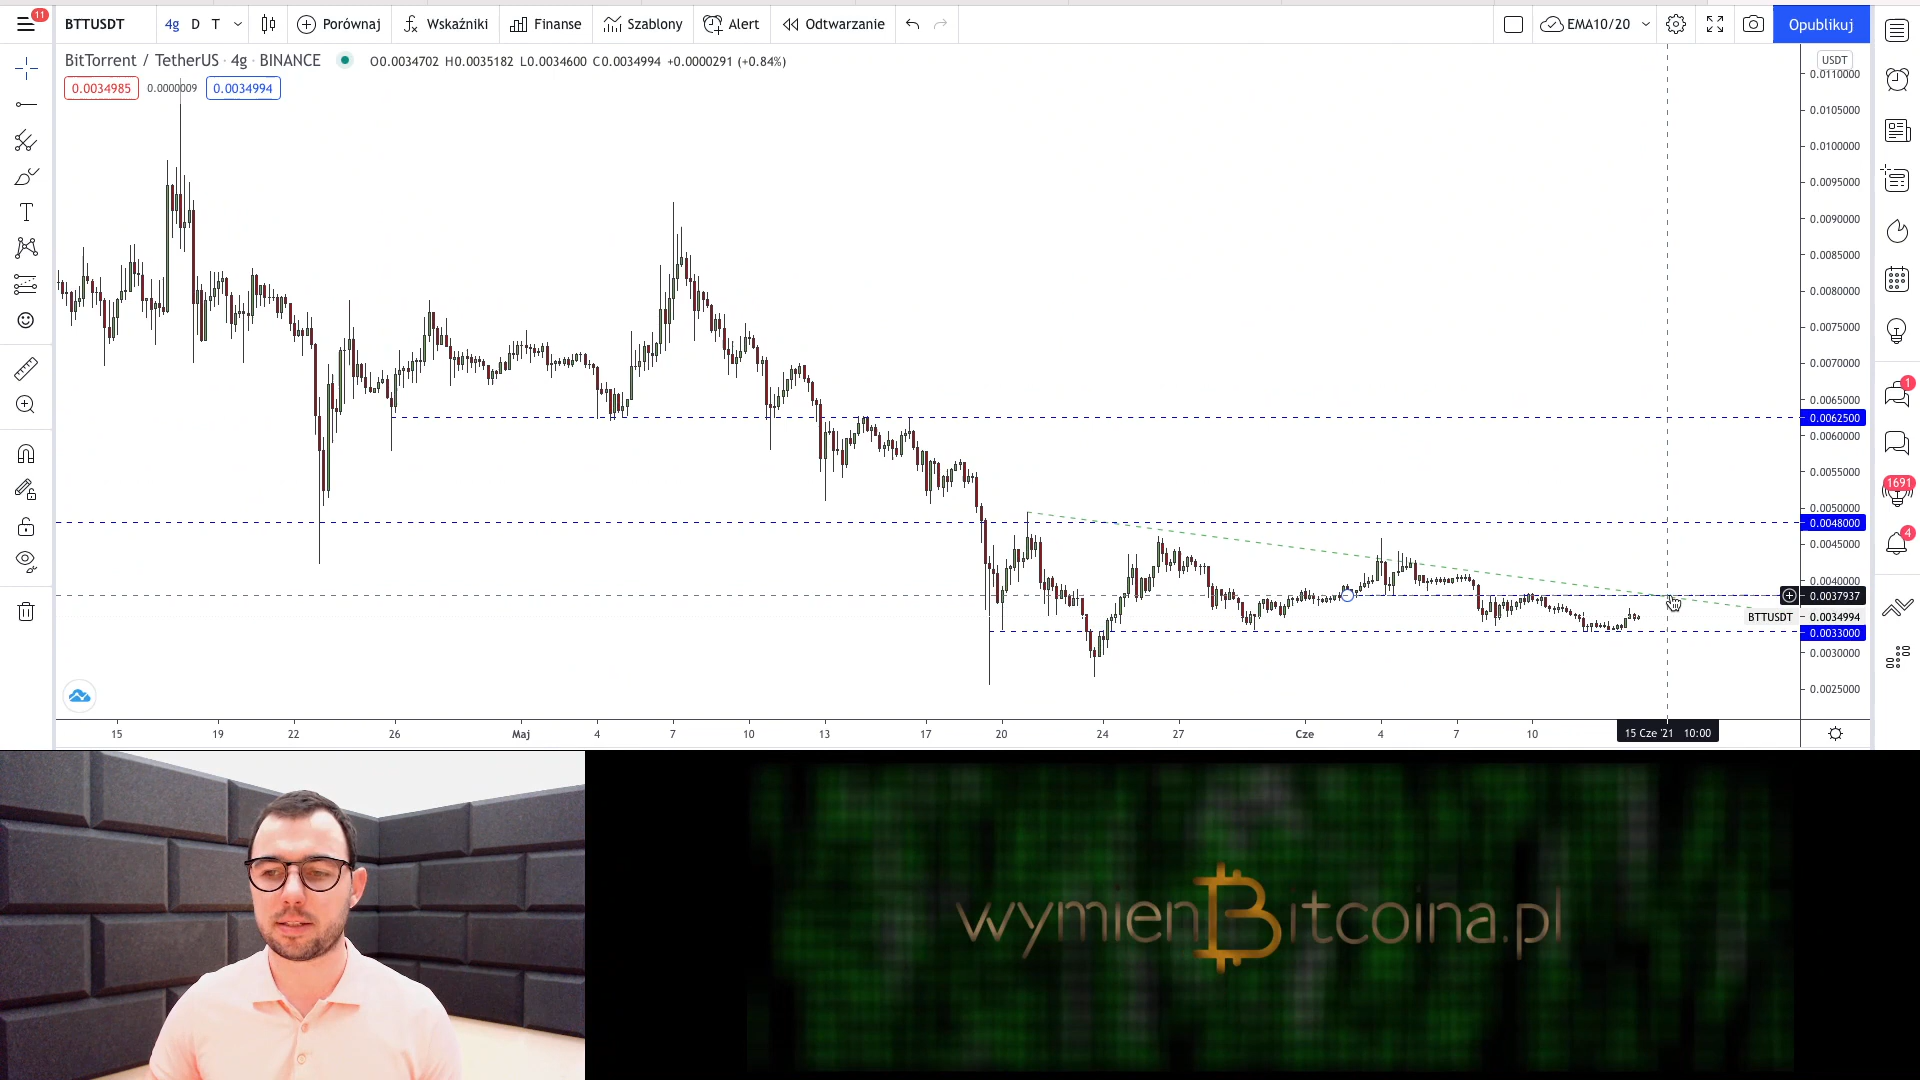 11
BTTUSDT
4g D T
Porównaj
Wskaźniki
Finanse
Szablony
Alert
Odtwarzanie
EMA10/20
Opublikuj
BitTorrent / TetherUS · 4g · BINANCE
O0.0034702 H0.0035182 L0.0034600 C0.0034994 +0.0000291 (+0.84%)
USDT
0.0034985 0.0000009 0.0034994
0.0110000
0.0105000
0.0100000
0.0095000
0.0090000
0.0085000
0.0080000
0.0075000
0.0070000
0.0065000
0.0062500
0.0060000
0.0055000
0.0050000
0.0048000
0.0045000
0.0040000
0.0037937
BTTUSDT 0.0034994
0.0033000
0.0030000
0.0025000
1
1691
4
15 19 22 26 Maj 4 7 10 13 17 20 24 27 Cze 4 7 10 15 Cze '21 10:00
wymienBitcoina.pl